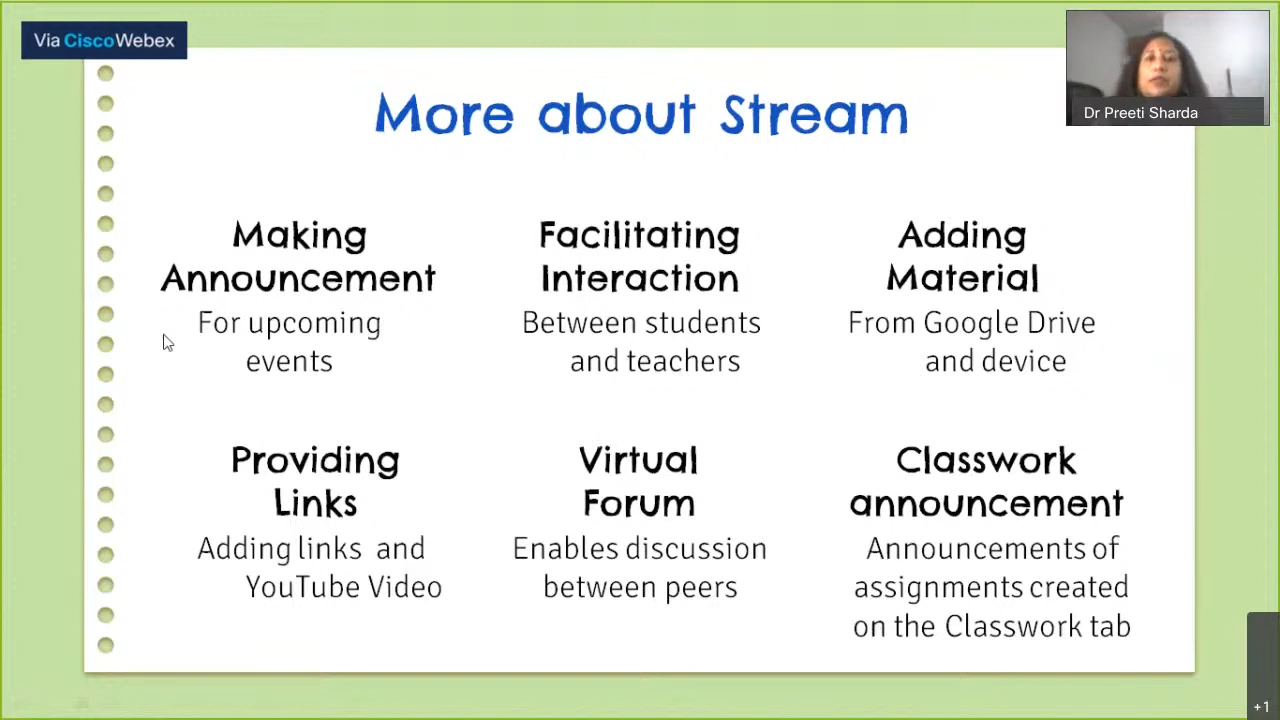 Via CiscoWebex
Dr Preeti Sharda
More about Stream
Making
Announcement
For upcoming
events
Facilitating
Interaction
Between students
and teachers
Adding
Material
From Google Drive
and device
Providing
Links
Adding links and
YouTube Video
Virtual
Forum
Enables discussion
between peers
Classwork
announcement
Announcements of
assignments created
on the Classwork tab
+1